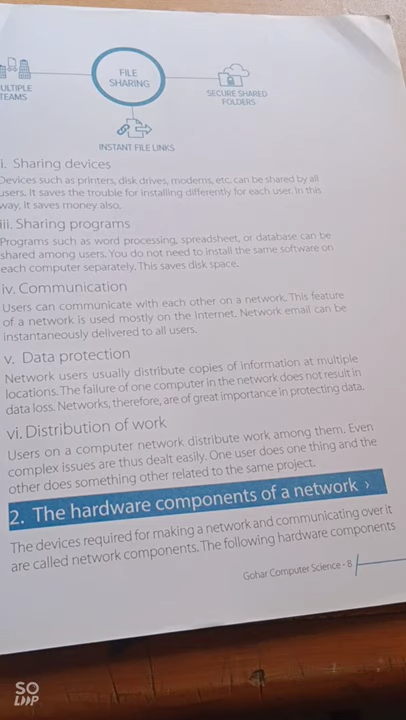 FILE
SHARING
ULTIPLE
TEAMS
SECURE SHARED
FOLDERS
INSTANT FILE LINKS
i. Sharing devices
Devices such as printers, disk drives, modems, etc. can be shared by all
users. It saves the trouble for installing differently for each user. In this
way, it saves money also.
iii. Sharing programs
Programs such as word processing, spreadsheet, or database can be
shared among users. You do not need to install the same software on
each computer separately. This saves disk space.
iv. Communication
Users can communicate with each other on a network. This feature
of a network is used mostly on the Internet. Network email can be
instantaneously delivered to all users.
v. Data protection
Network users usually distribute copies of information at multiple
locations. The failure of one computer in the network does not result in
data loss. Networks, therefore, are of great importance in protecting data.
vi. Distribution of work
Users on a computer network distribute work among them. Even
complex issues are thus dealt easily. One user does one thing and the
other does something other related to the same project.
2. The hardware components of a network ›
The devices required for making a network and communicating over it
are called network components. The following hardware components
Gohar Computer Science - 8
SO
LOOP